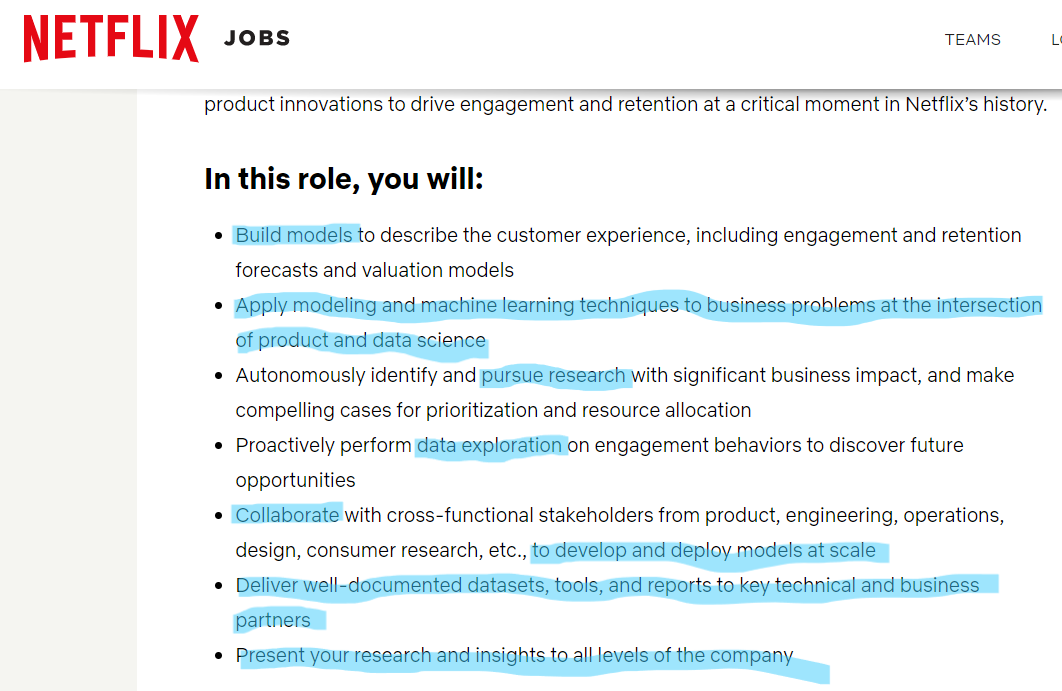 NETFLIX JOBS TEAMS
product innovations to drive engagement and retention at a critical moment in Netflix’s history.
In this role, you will:
• Build models to describe the customer experience, including engagement and retention
forecasts and valuation models
• Apply modeling and machine learning techniques to business problems at the intersection
of product and data science
• Autonomously identify and pursue research with significant business impact, and make
compelling cases for prioritization and resource allocation
• Proactively perform data exploration on engagement behaviors to discover future
opportunities
• Collaborate with cross-functional stakeholders from product, engineering, operations,
design, consumer research, etc., to develop and deploy models at scale
• Deliver well-documented datasets, tools, and reports to key technical and business
partners
• Present your research and insights to all levels of the company